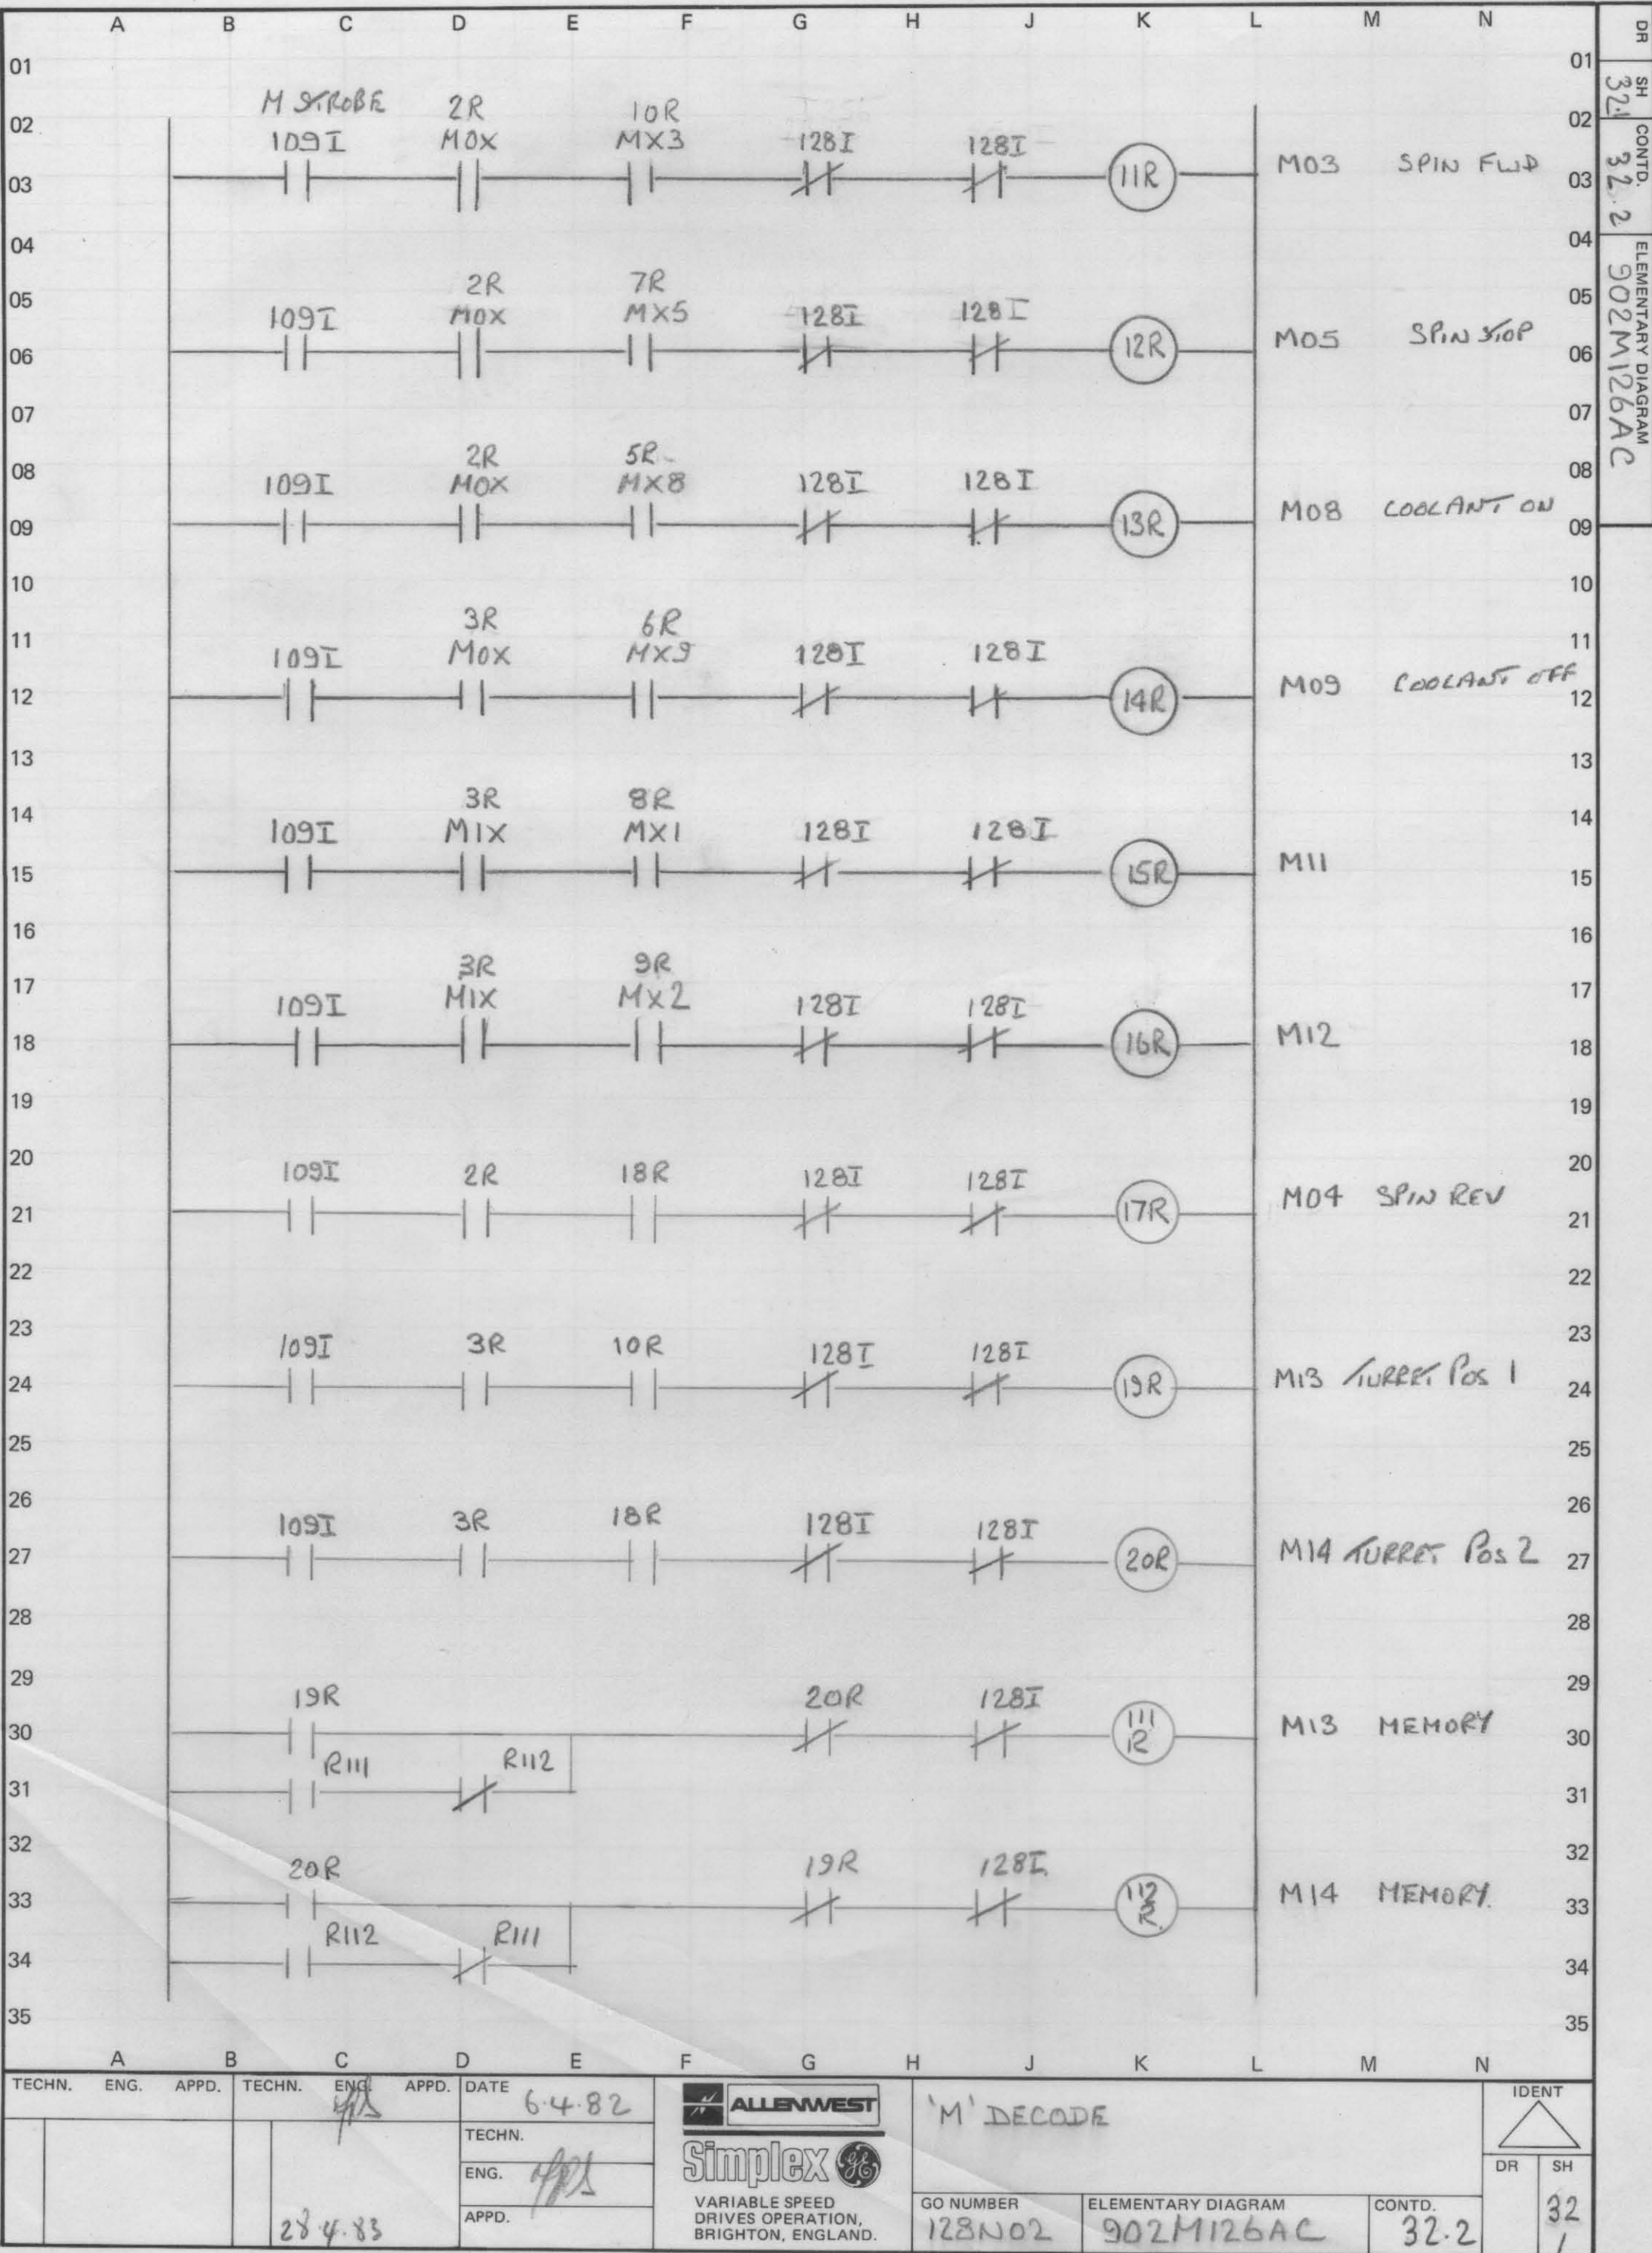 A B C D E F G H J K L M N
DR
SH 32.1
CONTD. 32.2
ELEMENTARY DIAGRAM 902M126AC
01 01
M STROBE 2R 10R
02 02
109I M0X MX3 128I 128I
03 11R M03 SPIN FWD 03
04 04
2R 7R
05 05
109I M0X MX5 128I 128I
06 12R M05 SPIN STOP 06
07 07
2R 5R
08 08
109I M0X MX8 128I 128I
09 13R M08 COOLANT ON 09
10 10
3R 6R
11 11
109I M0X MX9 128I 128I
12 14R M09 COOLANT OFF 12
13 13
3R 8R
14 14
109I M1X MX1 128I 128I
15 15R M11 15
16 16
3R 9R
17 17
109I M1X MX2 128I 128I
18 16R M12 18
19 19
20 20
109I 2R 18R 128I 128I
21 17R M04 SPIN REV 21
22 22
23 23
109I 3R 10R 128I 128I
24 19R M13 TURRET POS 1 24
25 25
26 26
109I 3R 18R 128I 128I
27 20R M14 TURRET POS 2 27
28 28
29 29
19R 20R 128I
30 111R M13 MEMORY 30
R111 R112
31 31
32 32
20R 19R 128I
33 112R. M14 MEMORY. 33
R112 R111
34 34
35 35
A B C D E F G H J K L M N
TECHN. ENG. APPD. TECHN. ENG. APPD.
28.4.83
DATE 6.4.82
TECHN.
ENG.
APPD.
ALLENWEST
Simplex GE
VARIABLE SPEED
DRIVES OPERATION,
BRIGHTON, ENGLAND.
'M' DECODE
GO NUMBER
128N02
ELEMENTARY DIAGRAM
902M126AC
CONTD.
32.2
IDENT
DR SH
32
1